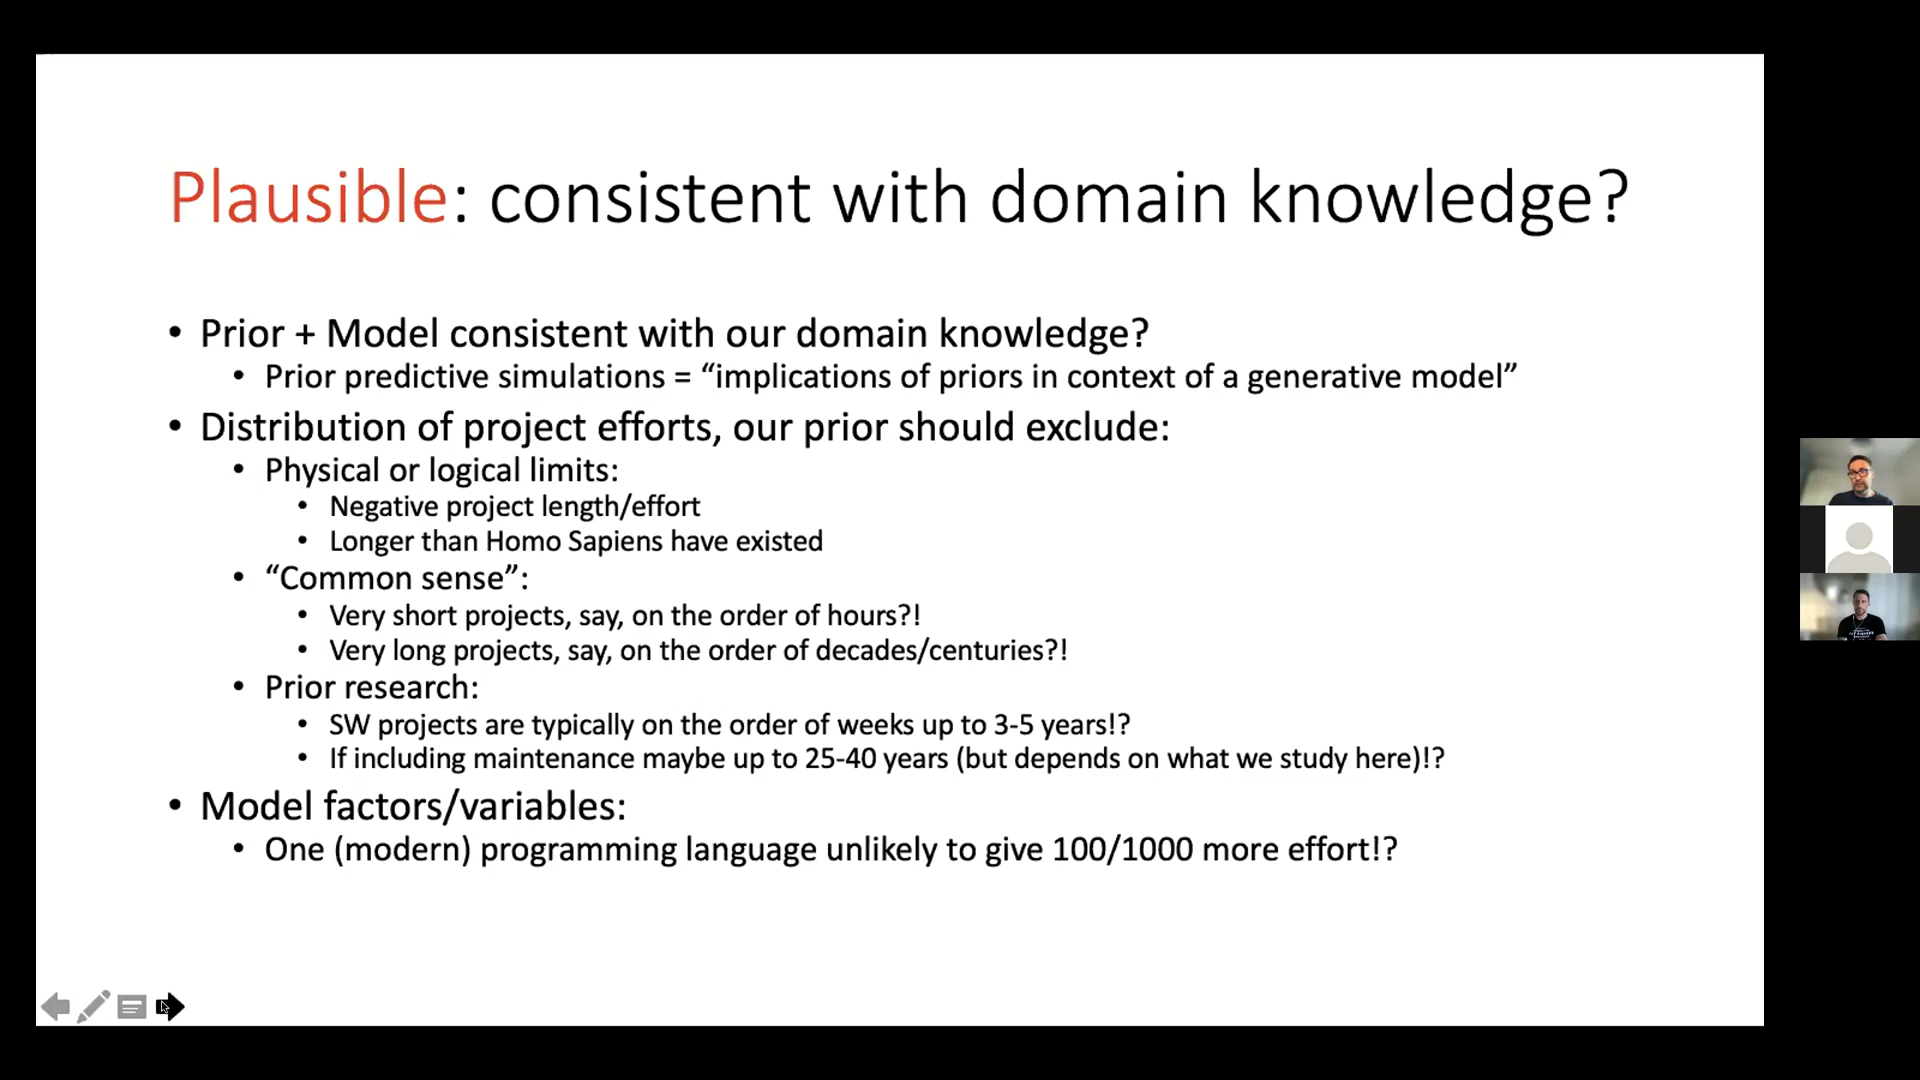 Plausible: consistent with domain knowledge?
• Prior + Model consistent with our domain knowledge?
• Prior predictive simulations = “implications of priors in context of a generative model”
• Distribution of project efforts, our prior should exclude:
• Physical or logical limits:
• Negative project length/effort
• Longer than Homo Sapiens have existed
• “Common sense”:
• Very short projects, say, on the order of hours?!
• Very long projects, say, on the order of decades/centuries?!
• Prior research:
• SW projects are typically on the order of weeks up to 3-5 years!?
• If including maintenance maybe up to 25-40 years (but depends on what we study here)!?
• Model factors/variables:
• One (modern) programming language unlikely to give 100/1000 more effort!?